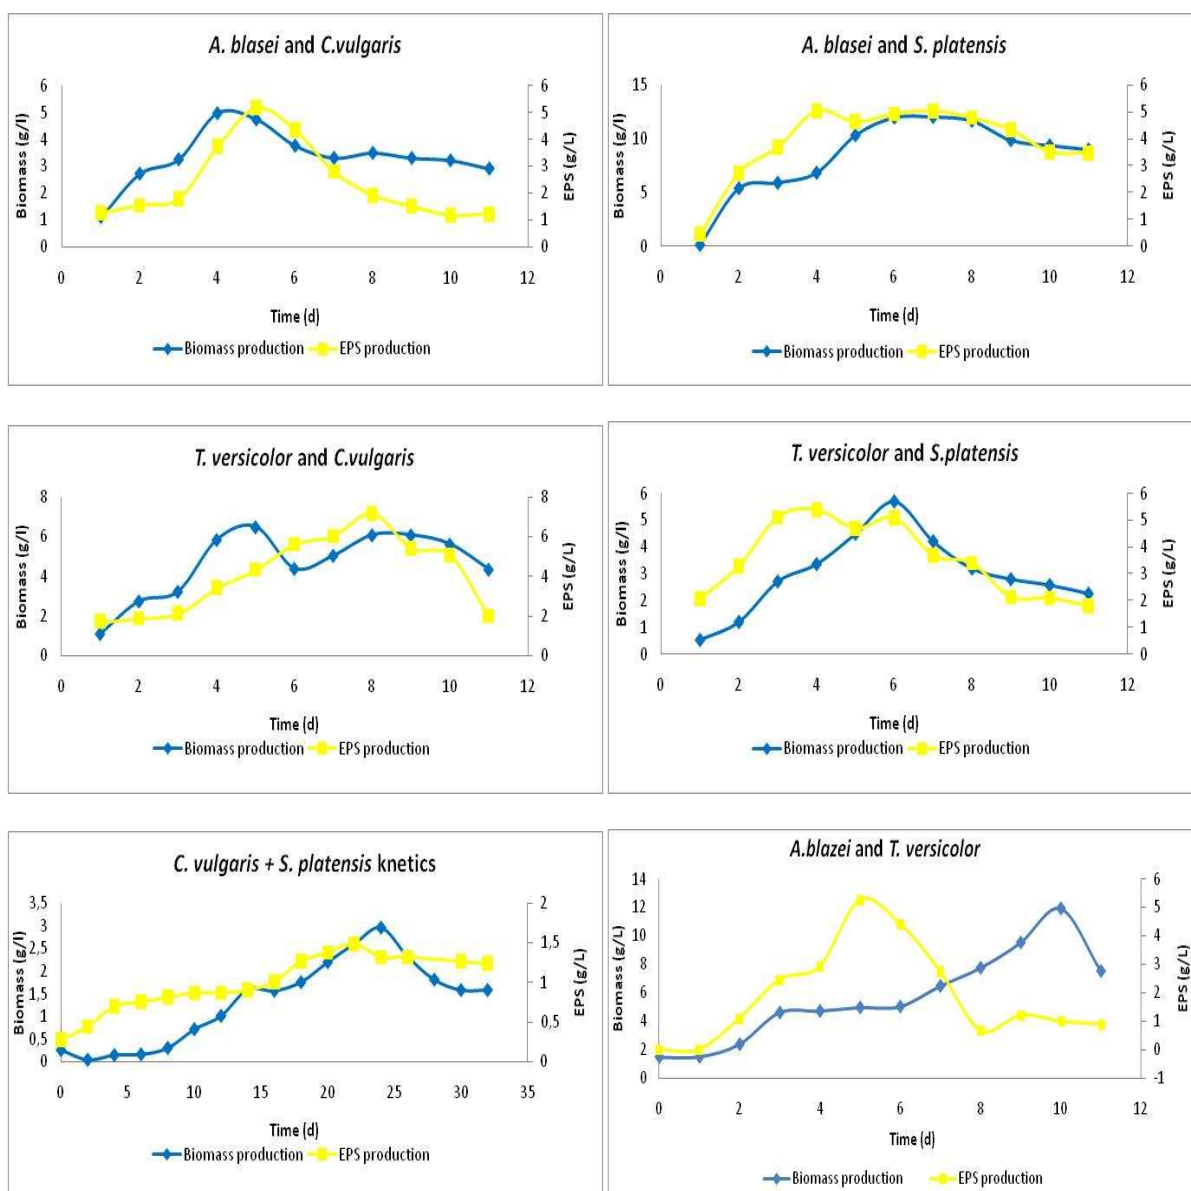 A. blasei and C.vulgaris
Biomass (g/l)
6
5
4
3
2
1
0
6
5
4
3
2
1
0
EPS (g/L)
0 2 4 6 8 10 12
Time (d)
Biomass production EPS production
A. blasei and S. platensis
Biomass (g/l)
15
10
5
0
6
5
4
3
2
1
0
EPS (g/L)
0 2 4 6 8 10 12
Time (d)
Biomass production EPS production
T. versicolor and C.vulgaris
Biomass (g/l)
8
6
4
2
0
8
6
4
2
0
EPS (g/L)
0 2 4 6 8 10 12
Time (d)
Biomass production EPS production
T. versicolor and S.platensis
Biomass (g/l)
6
5
4
3
2
1
0
6
5
4
3
2
1
0
EPS (g/L)
0 2 4 6 8 10 12
Time (d)
Biomass production EPS production
C. vulgaris + S. platensis knetics
Biomass (g/l)
3,5
3
2,5
2
1,5
1
0,5
0
2
1,5
1
0,5
0
EPS (g/L)
0 5 10 15 20 25 30 35
Time (d)
Biomass production EPS production
A.blazei and T. versicolor
Biomass (g/L)
14
12
10
8
6
4
2
0
6
5
4
3
2
1
0
-1
EPS (g/L)
0 2 4 6 8 10 12
Time (d)
Biomass production EPS production